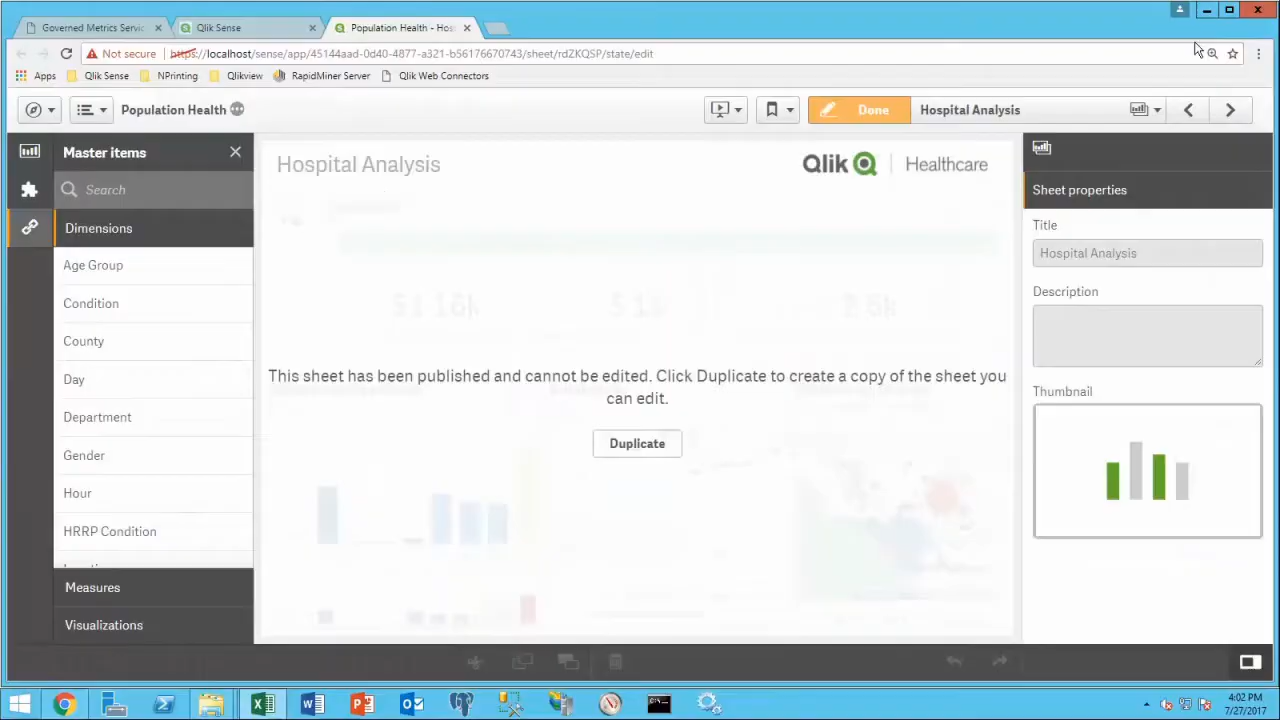 Governed Metrics Servic
Qlik Sense
Population Health - Hos
Not secure
https://localhost/sense/app/45144aad-0d40-4877-a321-b56176670743/sheet/rdZKQSP/state/edit
Apps
Qlik Sense
NPrinting
Qlikview
RapidMiner Server
Qlik Web Connectors
Population Health
Done
Hospital Analysis
Master items
Search
Dimensions
Age Group
Condition
County
Day
Department
Gender
Hour
HRRP Condition
Measures
Visualizations
Hospital Analysis
Qlik
Healthcare
This sheet has been published and cannot be edited. Click Duplicate to create a copy of the sheet you
can edit.
Duplicate
Sheet properties
Title
Hospital Analysis
Description
Thumbnail
4:02 PM
7/27/2017